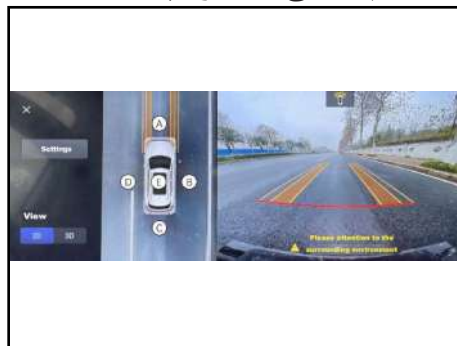 ×
Settings
View
2D 3D
A
D E B
C
Please attention to the
surrounding environment